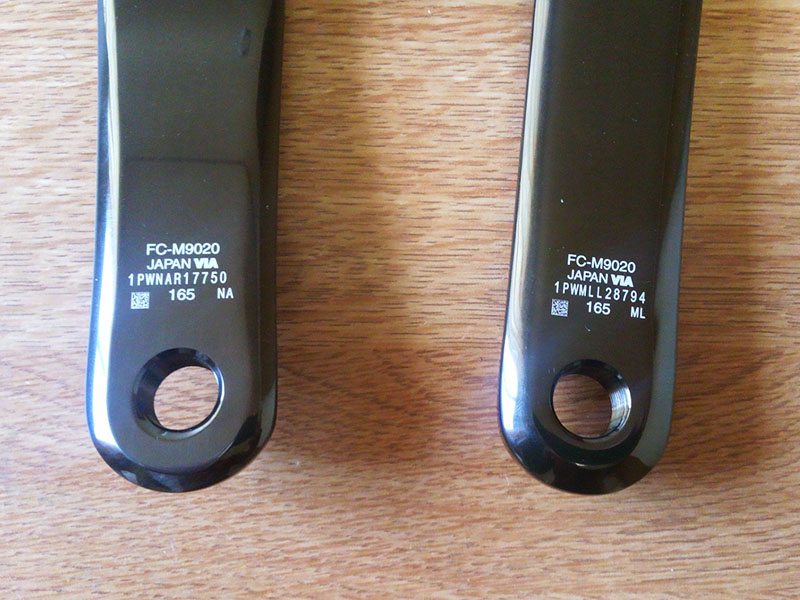 FC-M9020
JAPAN VIA
1PWNAR17750
165 NA
FC-M9020
JAPAN VIA
1PWMLL28794
165 ML